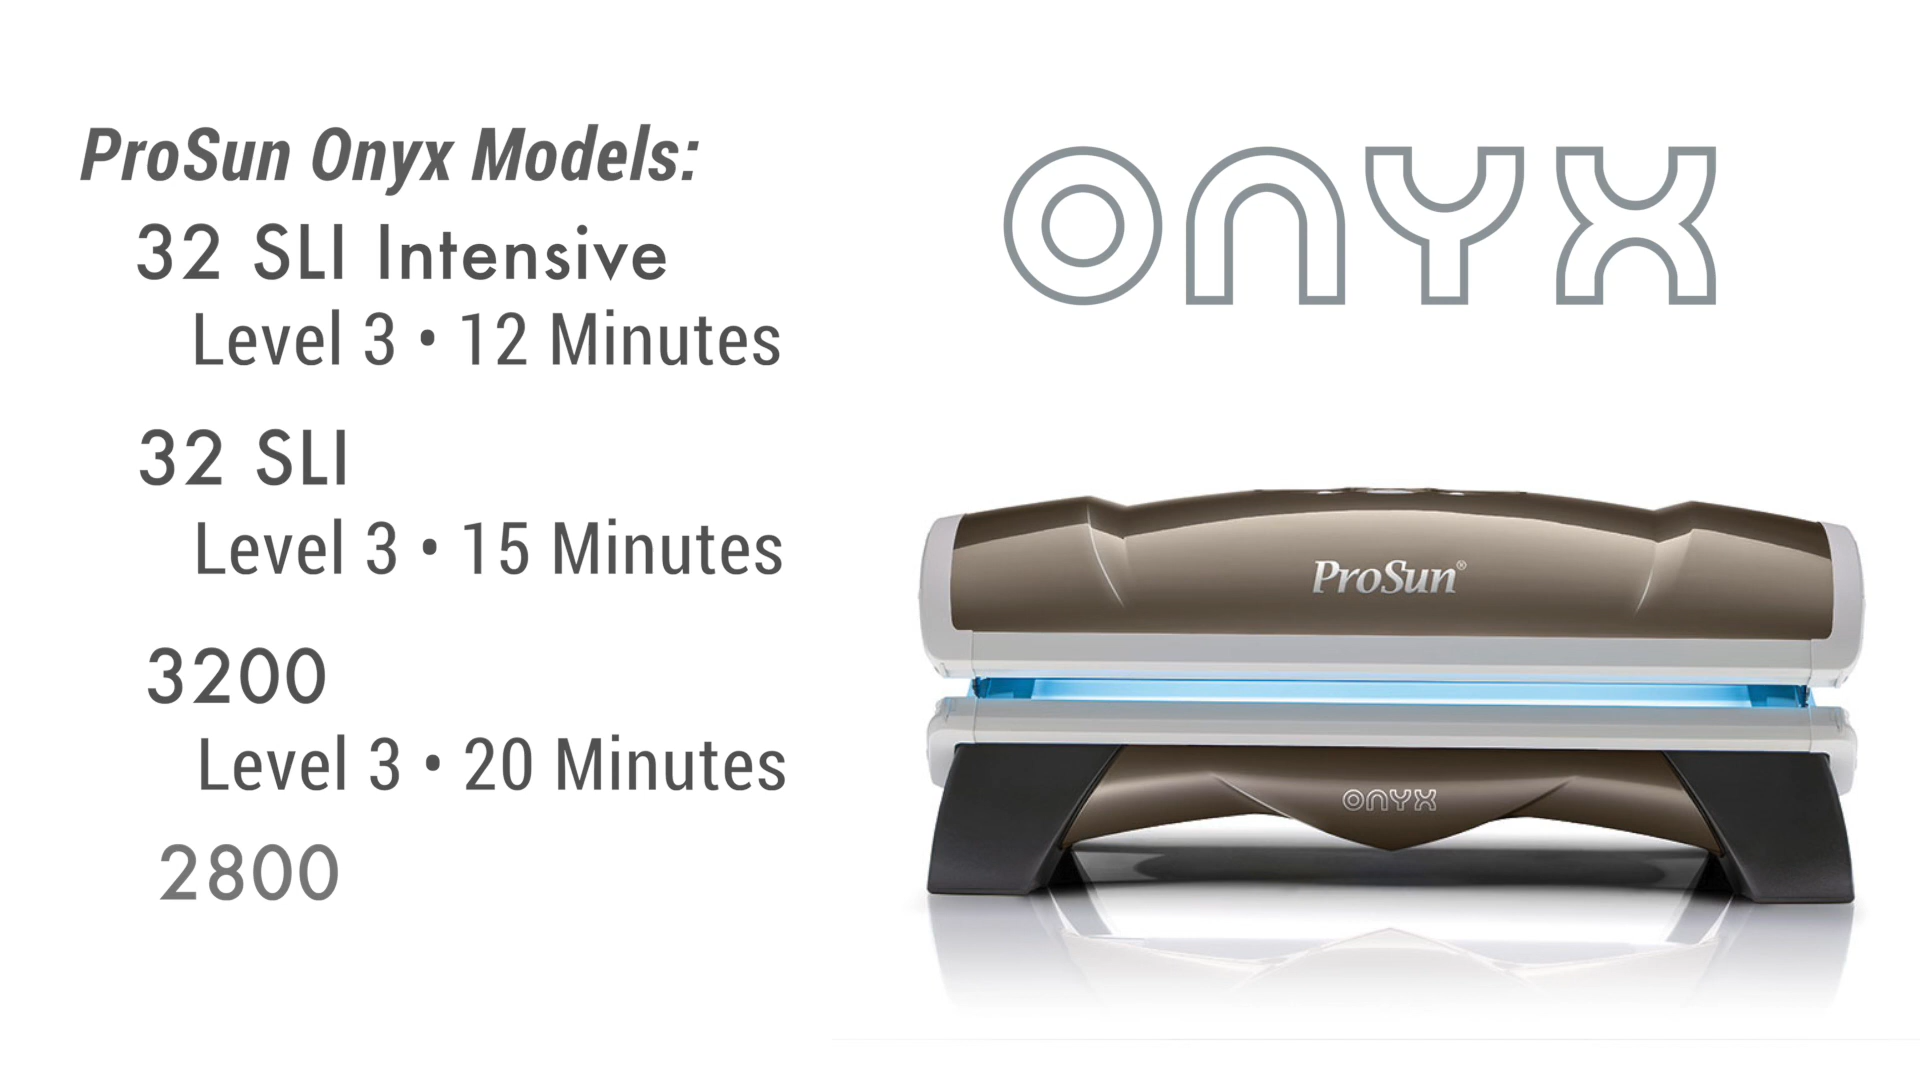 ProSun Onyx Models:
32 SLI Intensive
Level 3 • 12 Minutes
32 SLI
Level 3 • 15 Minutes
3200
Level 3 • 20 Minutes
2800
ONYX
ProSun®
ONYX